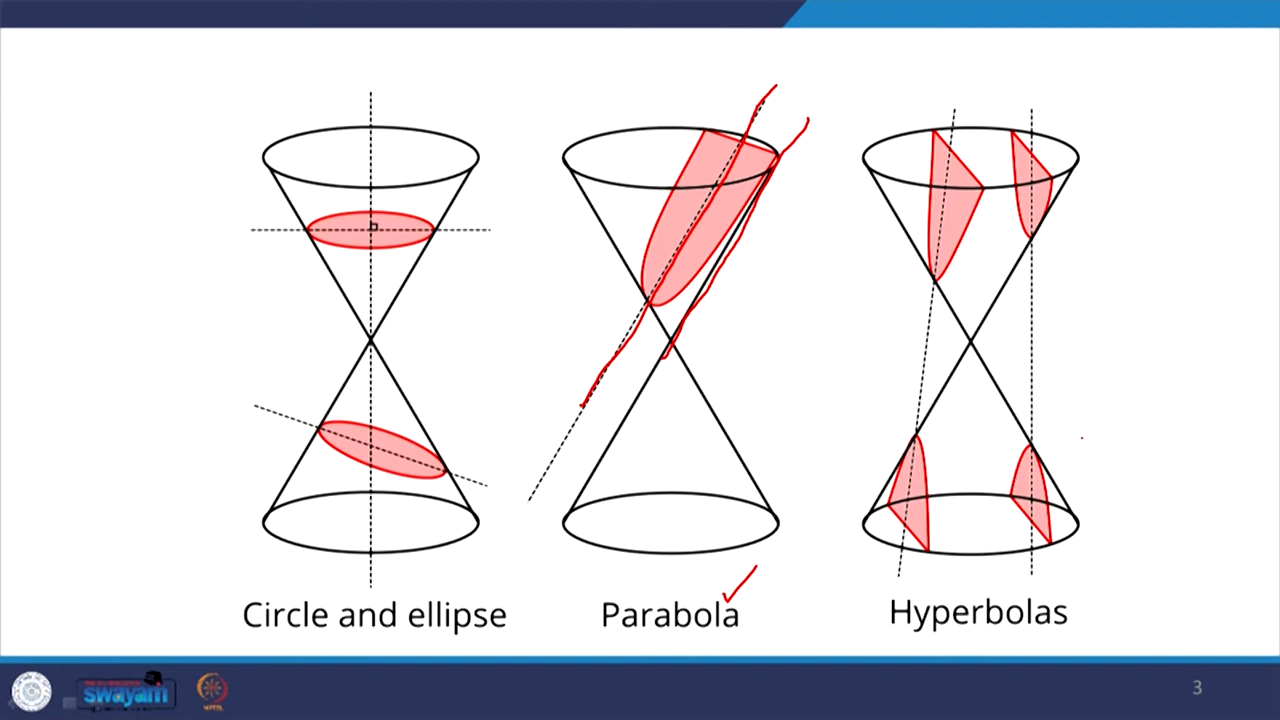 Circle and ellipse
Parabola
Hyperbolas
swayam
3